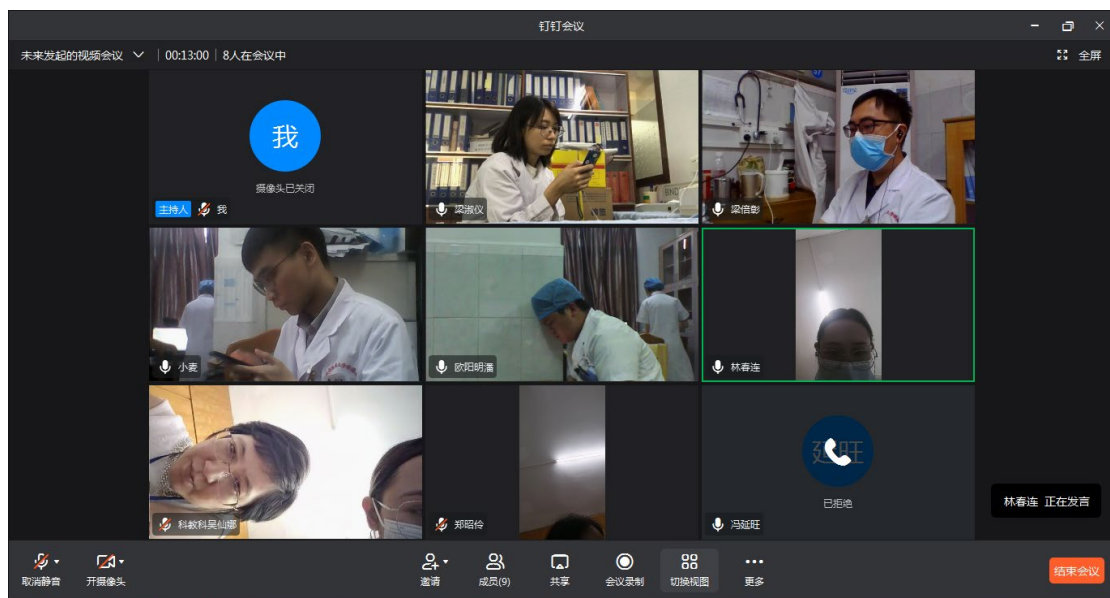 钉钉会议
未来发起的视频会议 00:13:00 8人在会议中 全屏
我
摄像头已关闭
主持人 我
梁淑仪
梁倍彰
小麦
欧阳明藩
林春连
延旺
已拒绝
科教科吴仙娜
郑昭伶
冯延旺
林春连 正在发言
取消静音 开摄像头 邀请 成员(9) 共享 会议录制 切换视图 更多 结束会议